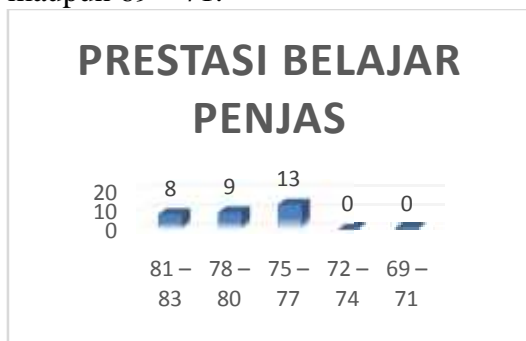 PRESTASI BELAJAR
PENJAS
8 9 13 0 0
20
10
0
81 – 78 – 75 – 72 – 69 –
83 80 77 74 71